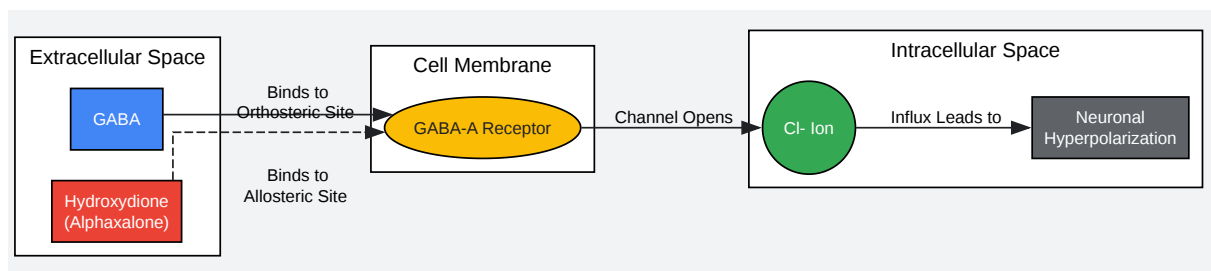 Extracellular Space
GABA
Hydroxydione
(Alphaxalone)
Binds to
Orthosteric Site
Binds to
Allosteric Site
Cell Membrane
GABA-A Receptor
Channel Opens
Intracellular Space
Cl- Ion
Influx Leads to
Neuronal
Hyperpolarization